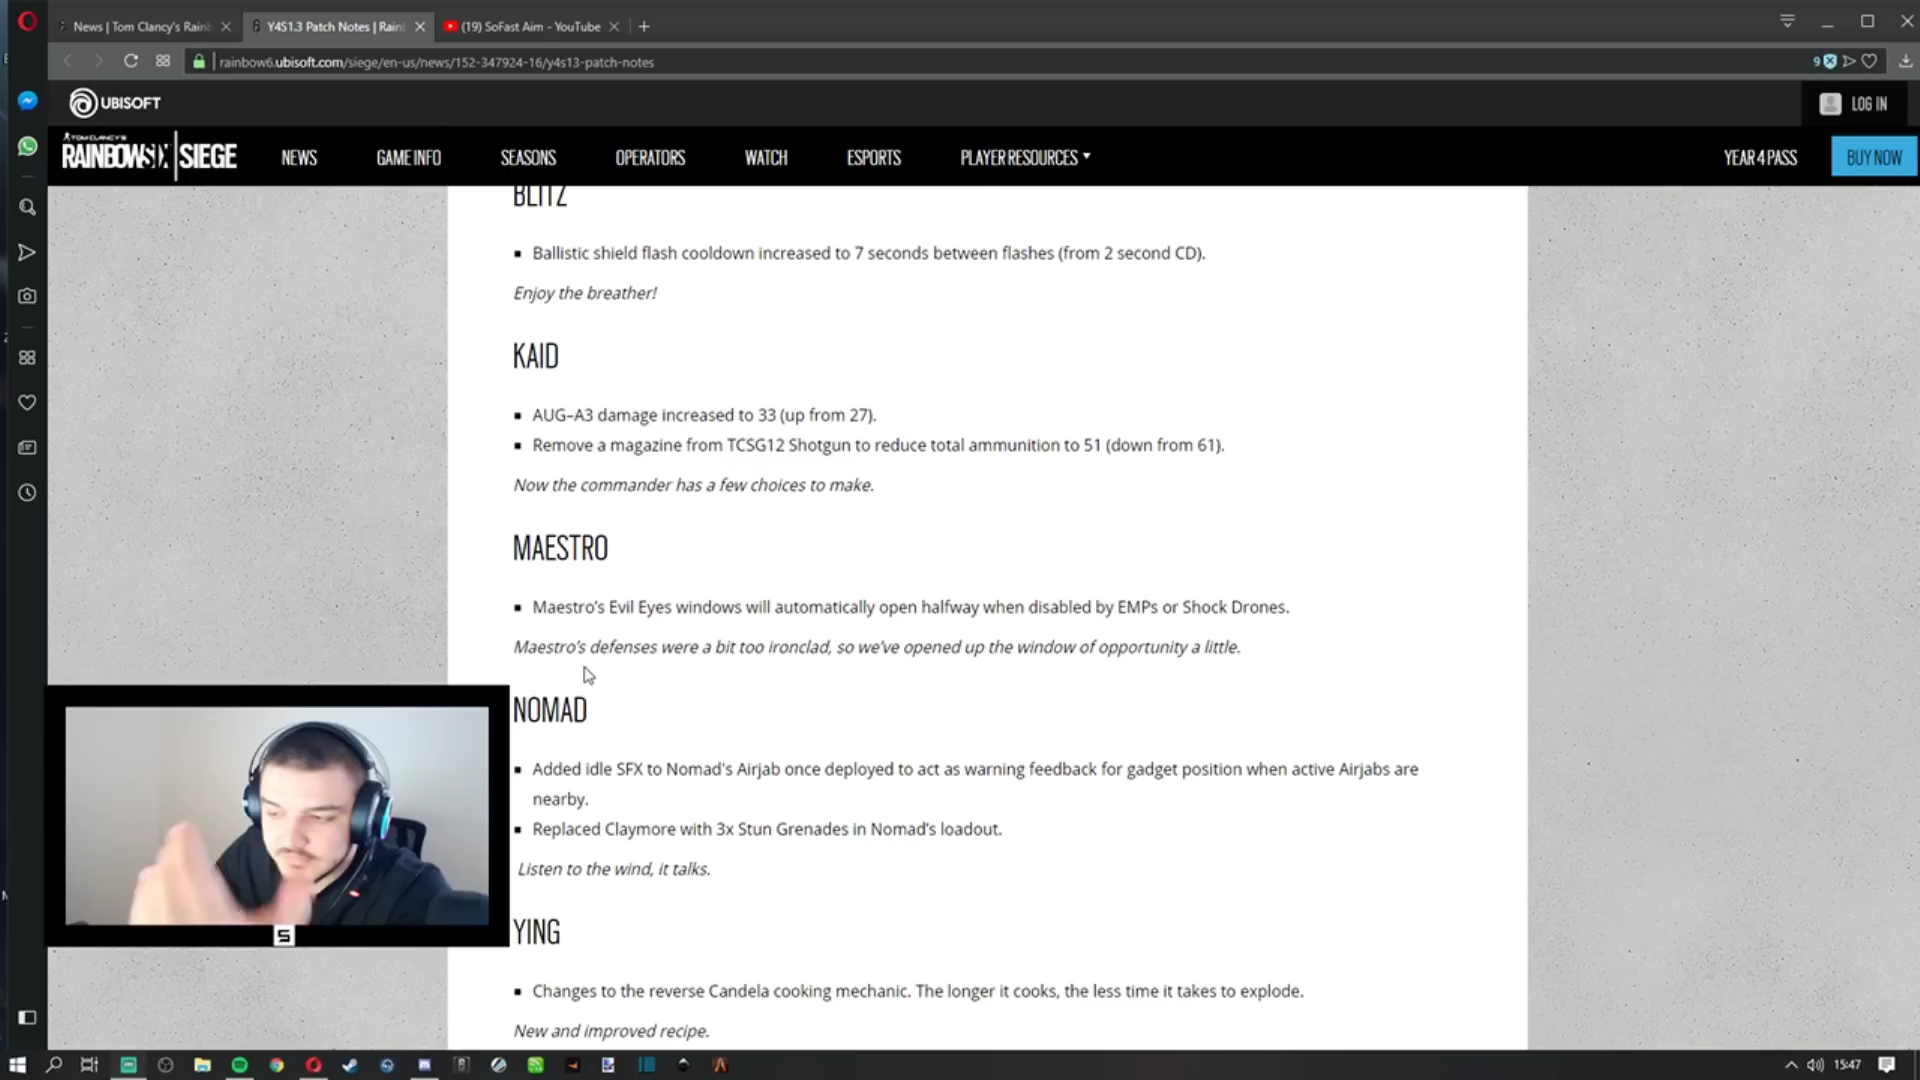 News | Tom Clancy's Rainb
Y4S1.3 Patch Notes | Rainb
(19) SoFast Aim - YouTube
rainbow6.ubisoft.com/siege/en-us/news/152-347924-16/y4s13-patch-notes
9
UBISOFT
LOG IN
TOM CLANCY'S
RAINBOW SIX | SIEGE
NEWS
GAME INFO
SEASONS
OPERATORS
WATCH
ESPORTS
PLAYER RESOURCES
YEAR 4 PASS
BUY NOW
BLITZ
▪ Ballistic shield flash cooldown increased to 7 seconds between flashes (from 2 second CD).
Enjoy the breather!
KAID
▪ AUG–A3 damage increased to 33 (up from 27).
▪ Remove a magazine from TCSG12 Shotgun to reduce total ammunition to 51 (down from 61).
Now the commander has a few choices to make.
MAESTRO
▪ Maestro's Evil Eyes windows will automatically open halfway when disabled by EMPs or Shock Drones.
Maestro's defenses were a bit too ironclad, so we've opened up the window of opportunity a little.
NOMAD
▪ Added idle SFX to Nomad's Airjab once deployed to act as warning feedback for gadget position when active Airjabs are
nearby.
▪ Replaced Claymore with 3x Stun Grenades in Nomad's loadout.
Listen to the wind, it talks.
S
YING
▪ Changes to the reverse Candela cooking mechanic. The longer it cooks, the less time it takes to explode.
New and improved recipe.
15:47